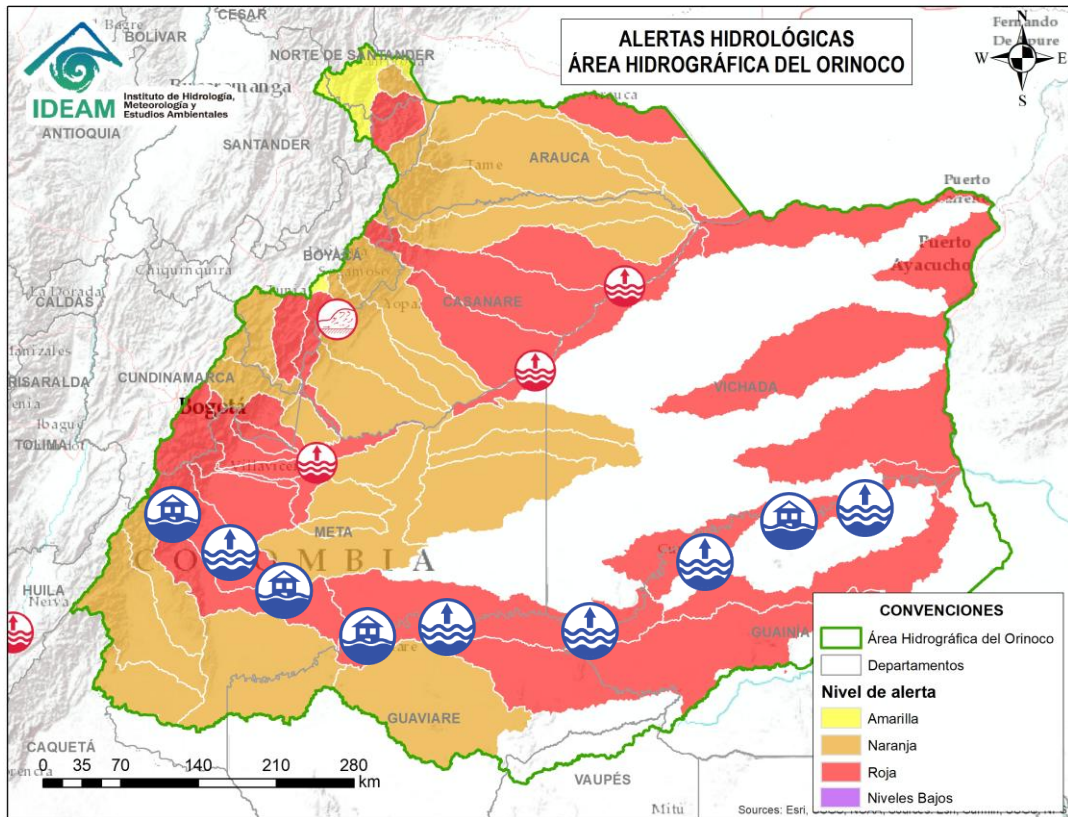 ALERTAS HIDROLÓGICAS
ÁREA HIDROGRÁFICA DEL ORINOCO
N
W
E
S
IDEAM
Instituto de Hidrología,
Meteorología y
Estudios Ambientales
CESAR
BOLÍVAR
NORTE DE SANTANDER
Fernando
ANTIOQUIA
SANTANDER
ARAUCA
Tame
Puerto
BOYACÁ
Puerto
Ayacucho
Chiquinquira
CALDAS
CASANARE
RISARALDA
CUNDINAMARCA
VICHADA
Bogotá
Ibagué
TOLIMA
META
COLOMBIA
HUILA
Neiva
GUAINÍA
GUAVIARE
CAQUETÁ
VAUPÉS
Mitú
0 35 70 140 210 280
km
CONVENCIONES
Área Hidrográfica del Orinoco
Departamentos
Nivel de alerta
Amarilla
Naranja
Roja
Niveles Bajos
Sources: Esri,